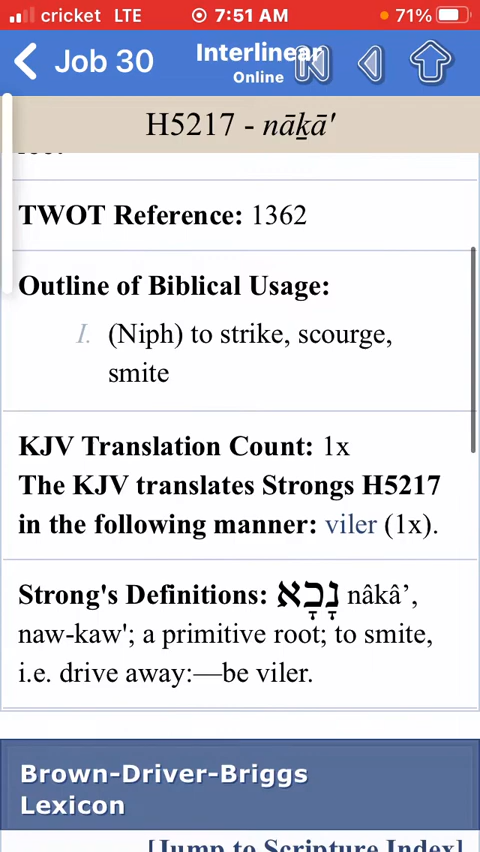 cricket LTE 7:51 AM 71%
Job 30 Interlinear
Online
H5217 - nāḵā'
TWOT Reference: 1362
Outline of Biblical Usage:
I. (Niph) to strike, scourge,
smite
KJV Translation Count: 1x
The KJV translates Strongs H5217
in the following manner: viler (1x).
Strong's Definitions: נָכָא nâkâʼ,
naw-kaw'; a primitive root; to smite,
i.e. drive away:—be viler.
Brown-Driver-Briggs
Lexicon
[Jump to Scripture Index]